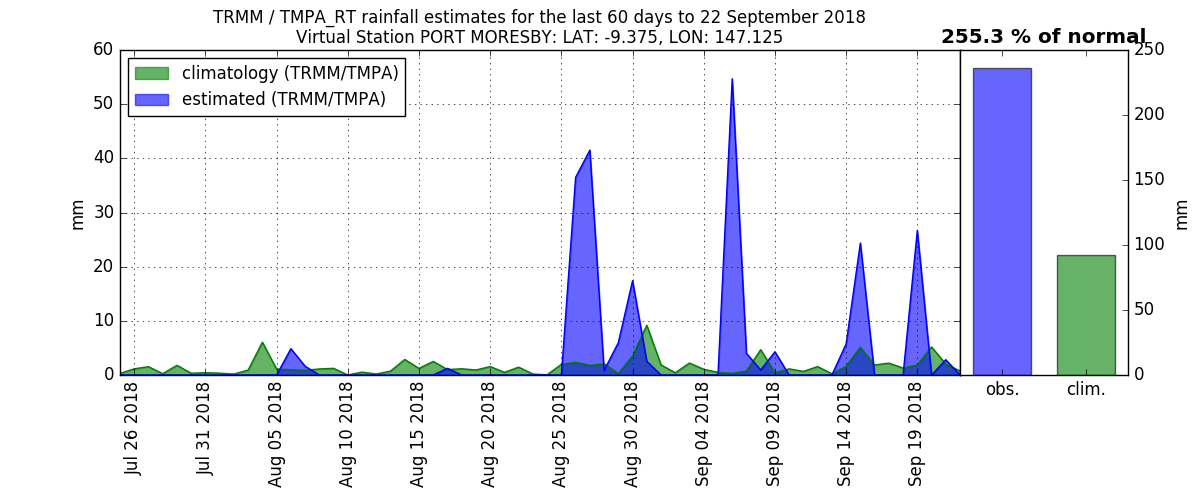 TRMM / TMPA_RT rainfall estimates for the last 60 days to 22 September 2018
Virtual Station PORT MORESBY: LAT: -9.375, LON: 147.125
255.3 % of normal
climatology (TRMM/TMPA)
estimated (TRMM/TMPA)
mm
60
50
40
30
20
10
0
Jul 26 2018
Jul 31 2018
Aug 05 2018
Aug 10 2018
Aug 15 2018
Aug 20 2018
Aug 25 2018
Aug 30 2018
Sep 04 2018
Sep 09 2018
Sep 14 2018
Sep 19 2018
obs.
clim.
250
200
150
100
50
0
mm